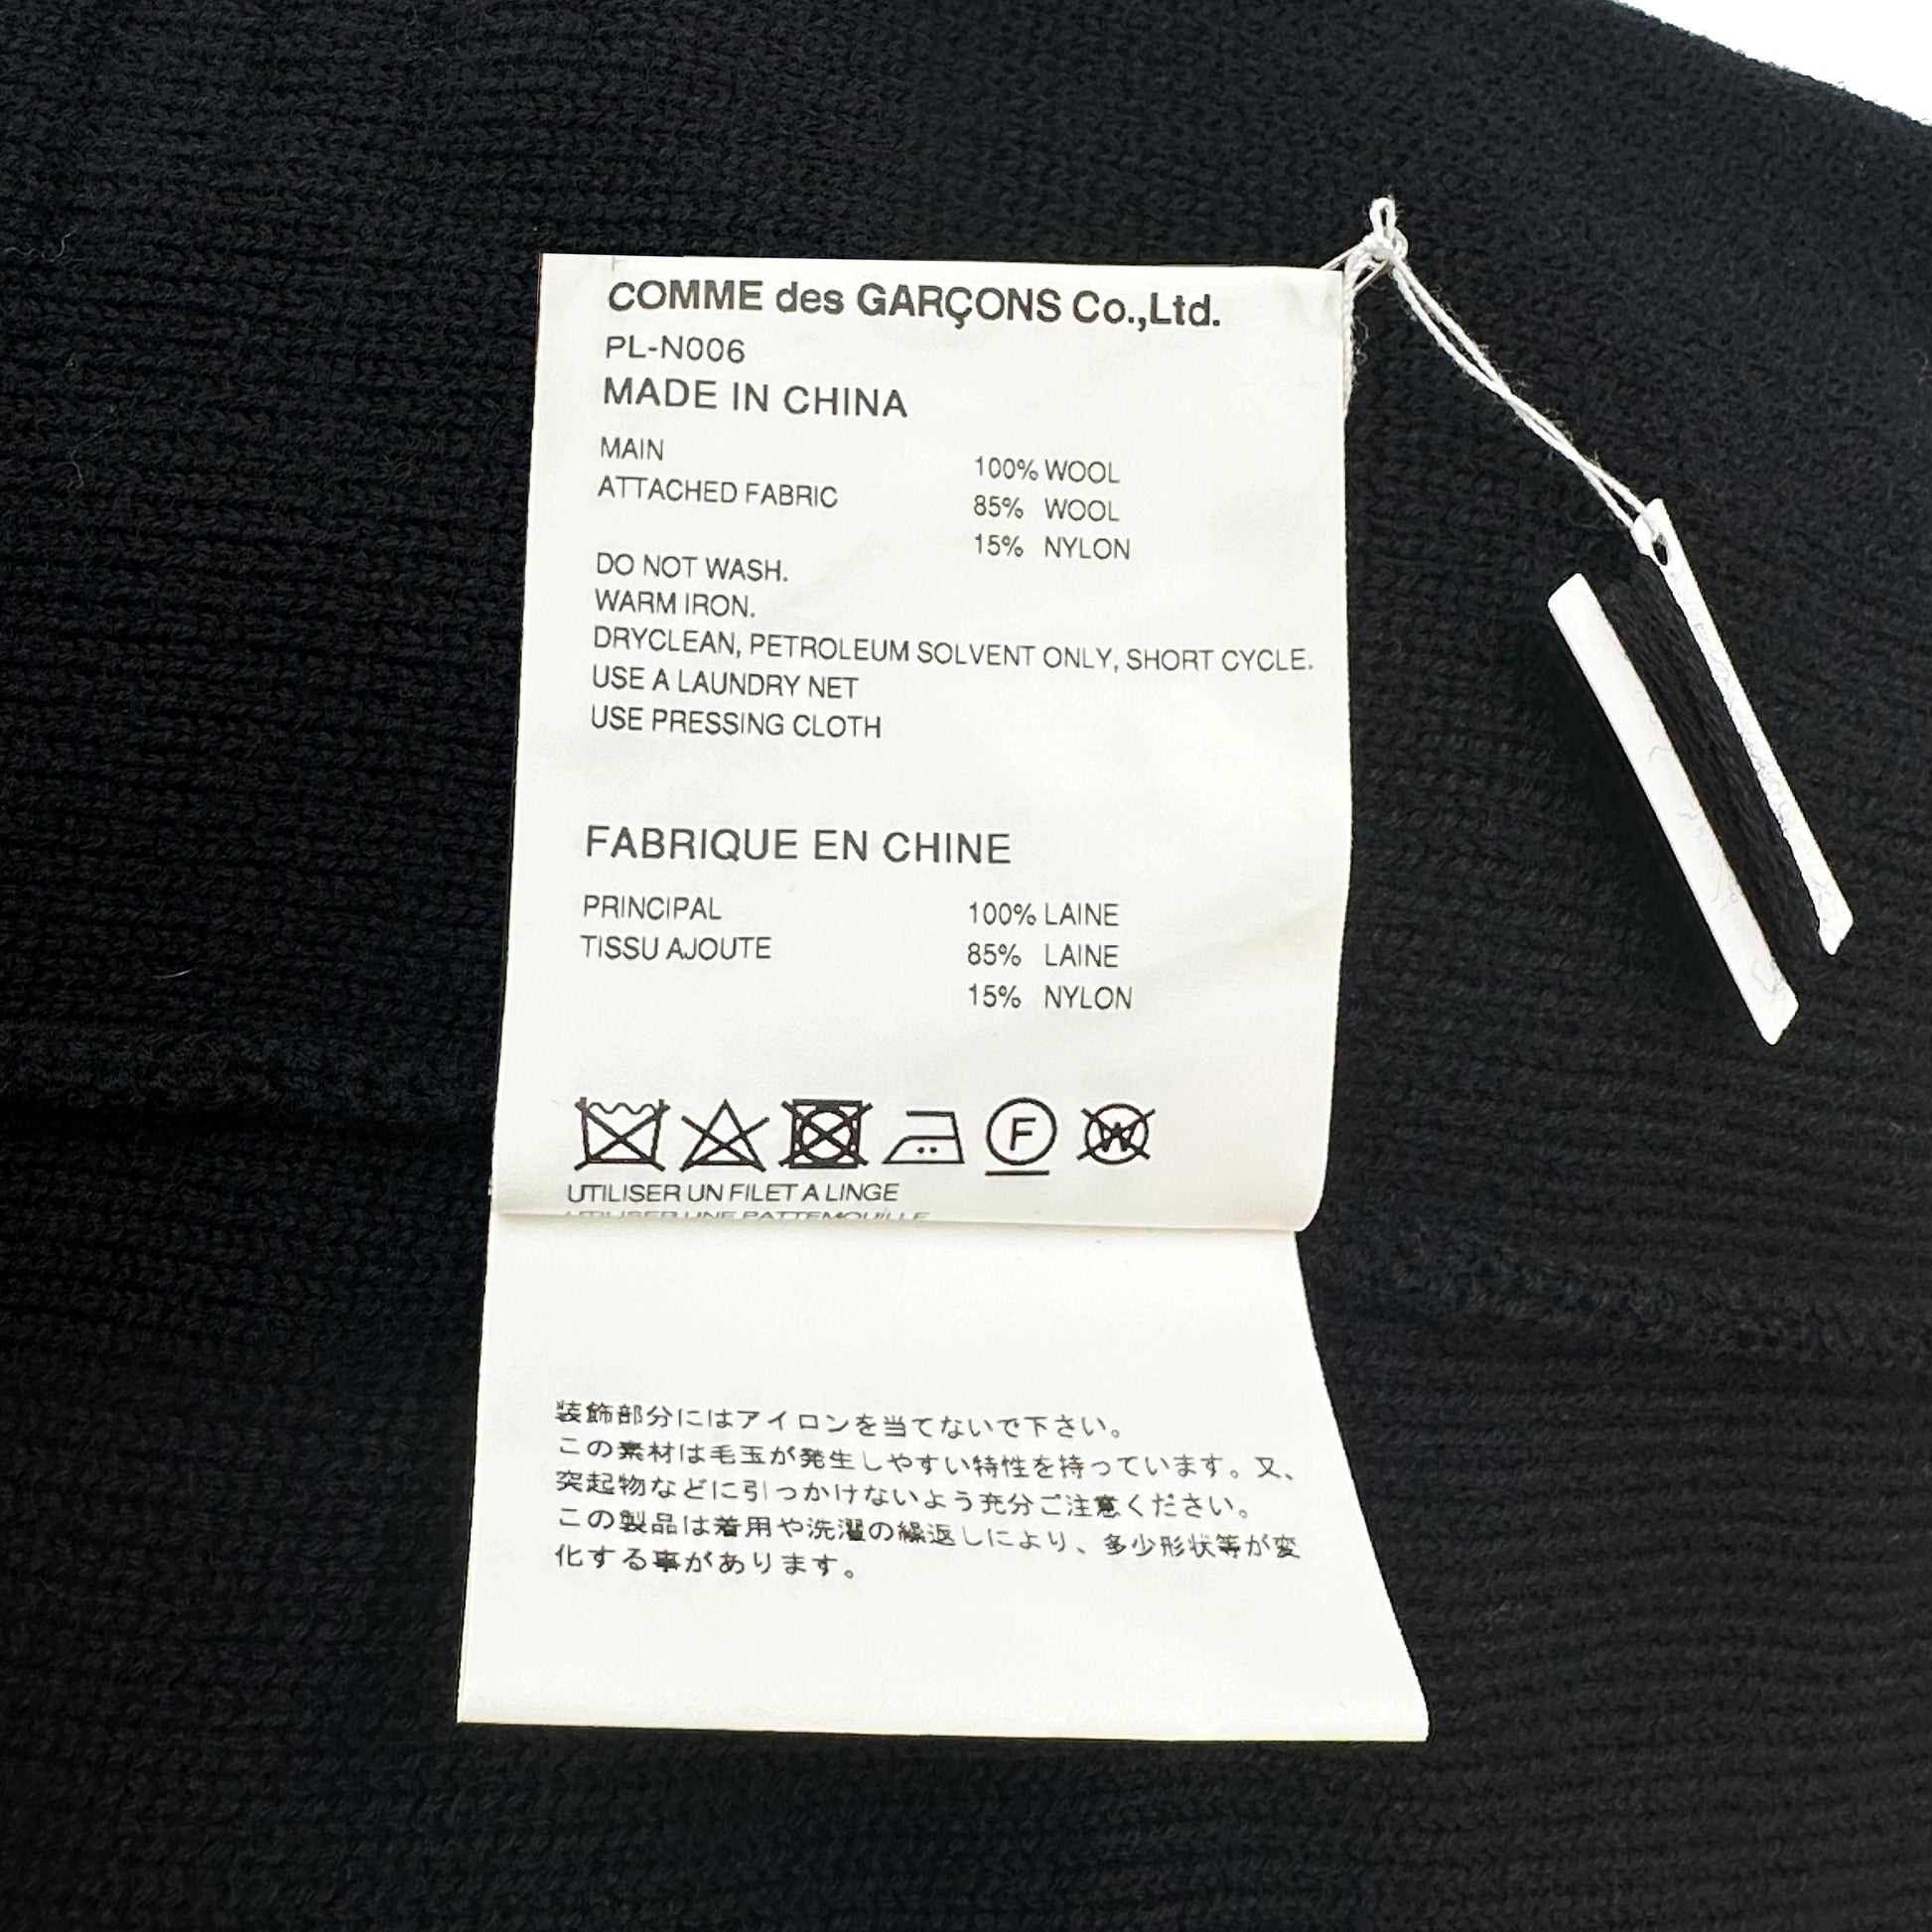 COMME des GARÇONS Co.,Ltd.
PL-N006
MADE IN CHINA
MAIN 100% WOOL
ATTACHED FABRIC 85% WOOL
15% NYLON
DO NOT WASH.
WARM IRON.
DRYCLEAN, PETROLEUM SOLVENT ONLY, SHORT CYCLE.
USE A LAUNDRY NET
USE PRESSING CLOTH
FABRIQUE EN CHINE
PRINCIPAL 100% LAINE
TISSU AJOUTE 85% LAINE
15% NYLON
F W
UTILISER UN FILET A LINGE
UTILISER UNE PATTEMOUILLE
装飾部分にはアイロンを当てないで下さい。
この素材は毛玉が発生しやすい特性を持っています。又、
突起物などに引っかけないよう充分ご注意ください。
この製品は着用や洗濯の繰返しにより、多少形状等が変
化する事があります。